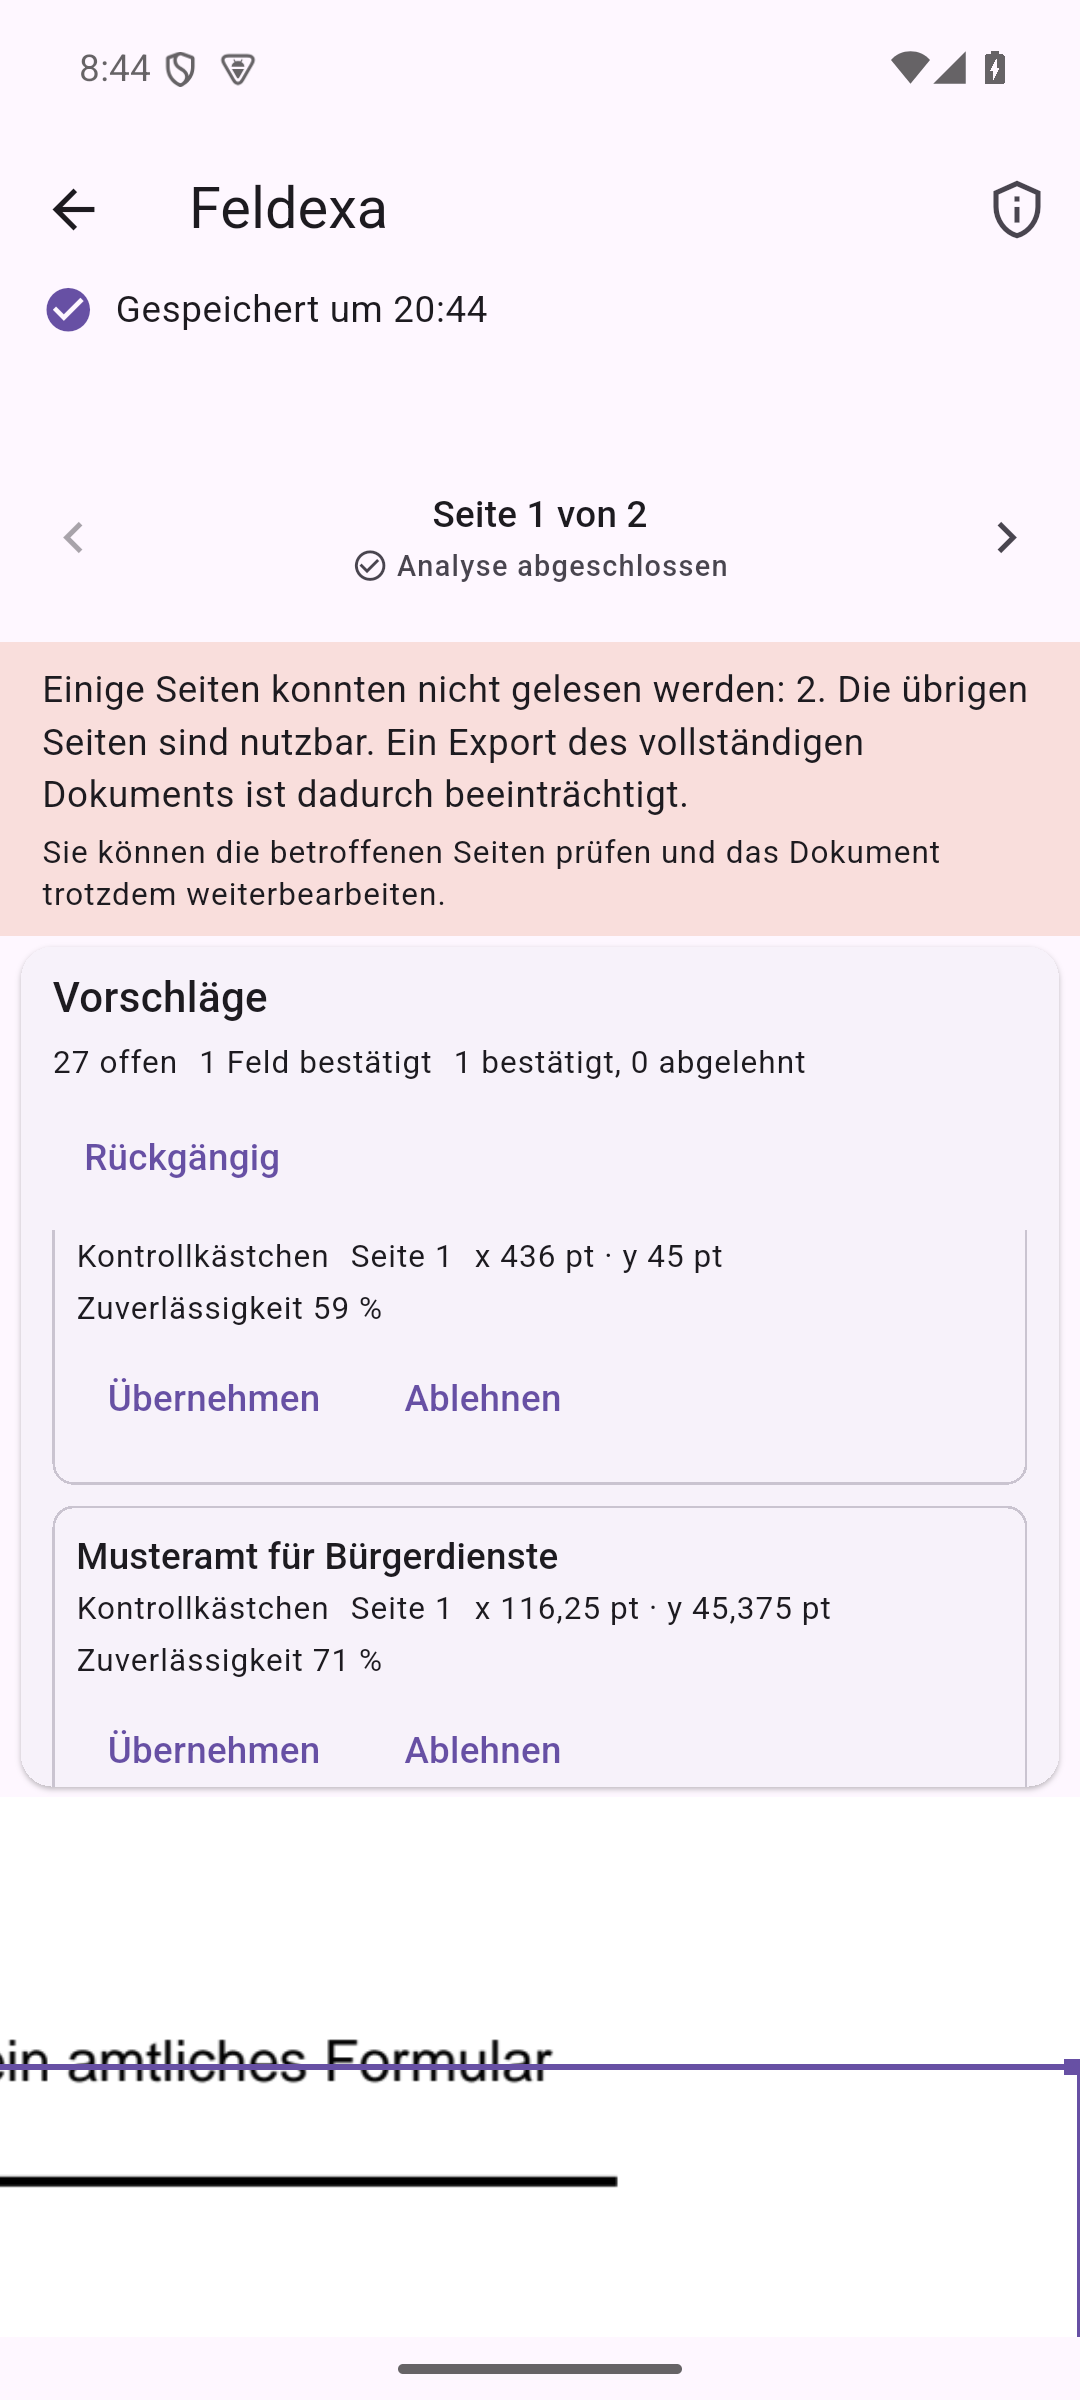 8:44
Feldexa
Gespeichert um 20:44
Seite 1 von 2
Analyse abgeschlossen
Einige Seiten konnten nicht gelesen werden: 2. Die übrigen
Seiten sind nutzbar. Ein Export des vollständigen
Dokuments ist dadurch beeinträchtigt.
Sie können die betroffenen Seiten prüfen und das Dokument
trotzdem weiterbearbeiten.
Vorschläge
27 offen 1 Feld bestätigt 1 bestätigt, 0 abgelehnt
Rückgängig
Kontrollkästchen Seite 1 x 436 pt · y 45 pt
Zuverlässigkeit 59 %
Übernehmen Ablehnen
Musteramt für Bürgerdienste
Kontrollkästchen Seite 1 x 116,25 pt · y 45,375 pt
Zuverlässigkeit 71 %
Übernehmen Ablehnen
ein amtliches Formular